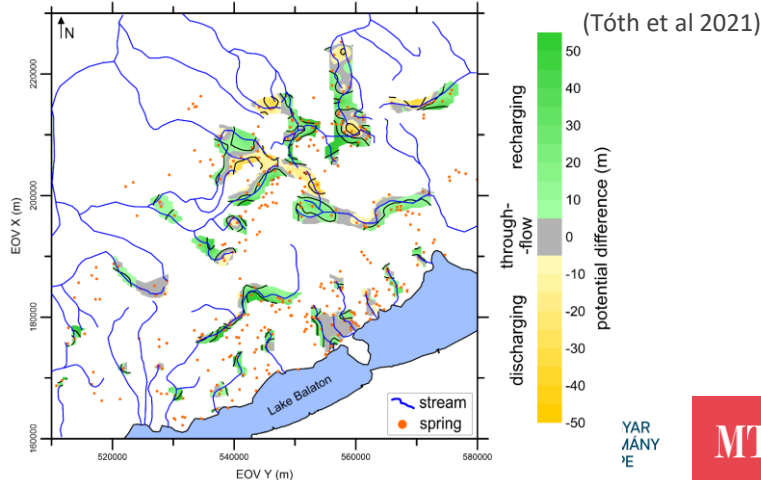 (Tóth et al 2021)
N
220000
200000
180000
160000
EOV X (m)
520000
540000
560000
580000
EOV Y (m)
Lake Balaton
stream
spring
recharging
through-
-flow
discharging
50
40
30
20
10
0
-10
-20
-30
-40
-50
potential difference (m)
YAR
MÁNY
PE
MT